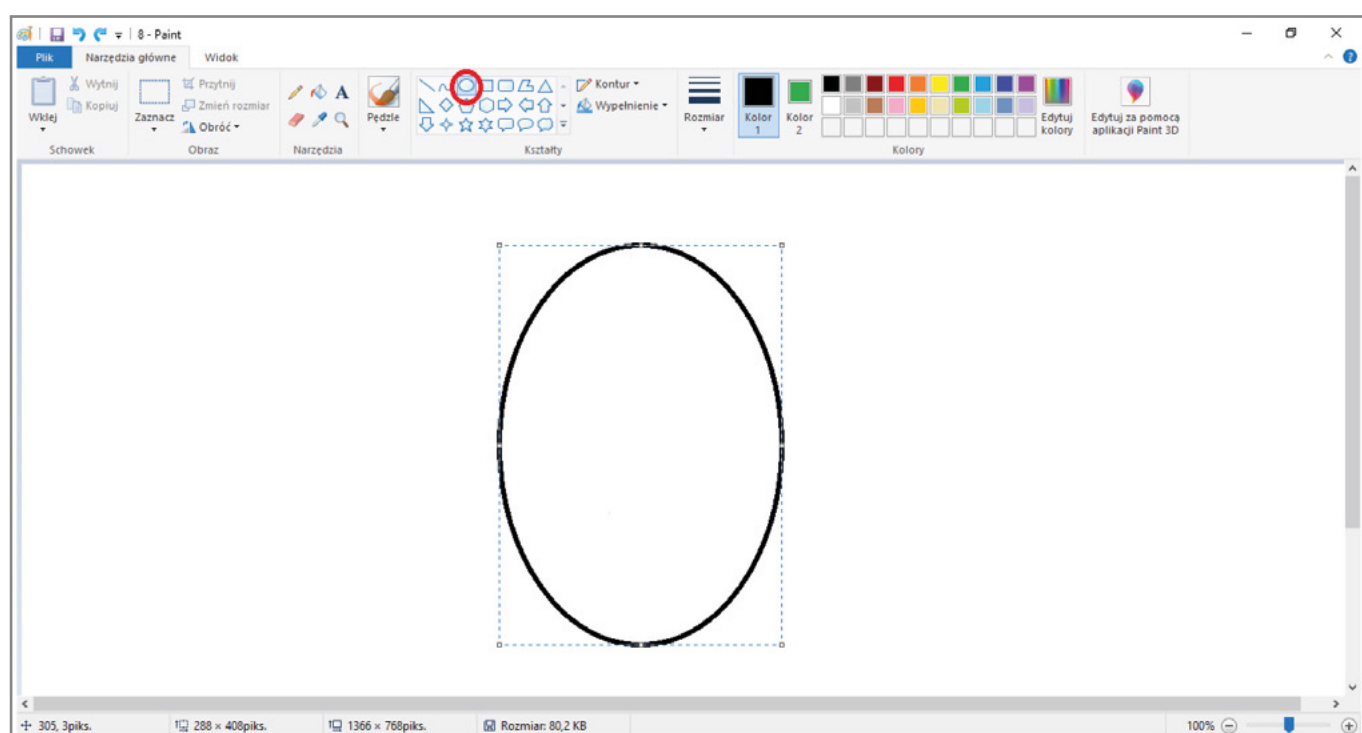 8 - Paint
Plik Narzędzia główne Widok
Wklej
Wytnij
Kopiuj
Schowek
Zaznacz
Przytnij
Zmień rozmiar
Obróć
Obraz
A
Narzędzia
Pędzle
Kontur
Wypełnienie
Kształty
Rozmiar
Kolor
1
Kolor
2
Edytuj
kolory
Kolory
Edytuj za pomocą
aplikacji Paint 3D
305, 3piks. 288 × 408piks. 1366 × 768piks. Rozmiar: 80,2 KB 100%